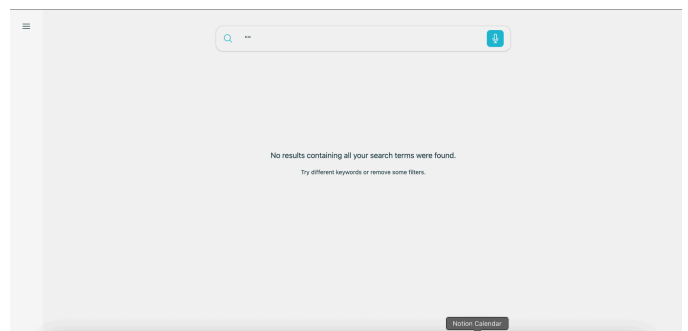 ""
No results containing all your search terms were found.
Try different keywords or remove some filters.
Notion Calendar